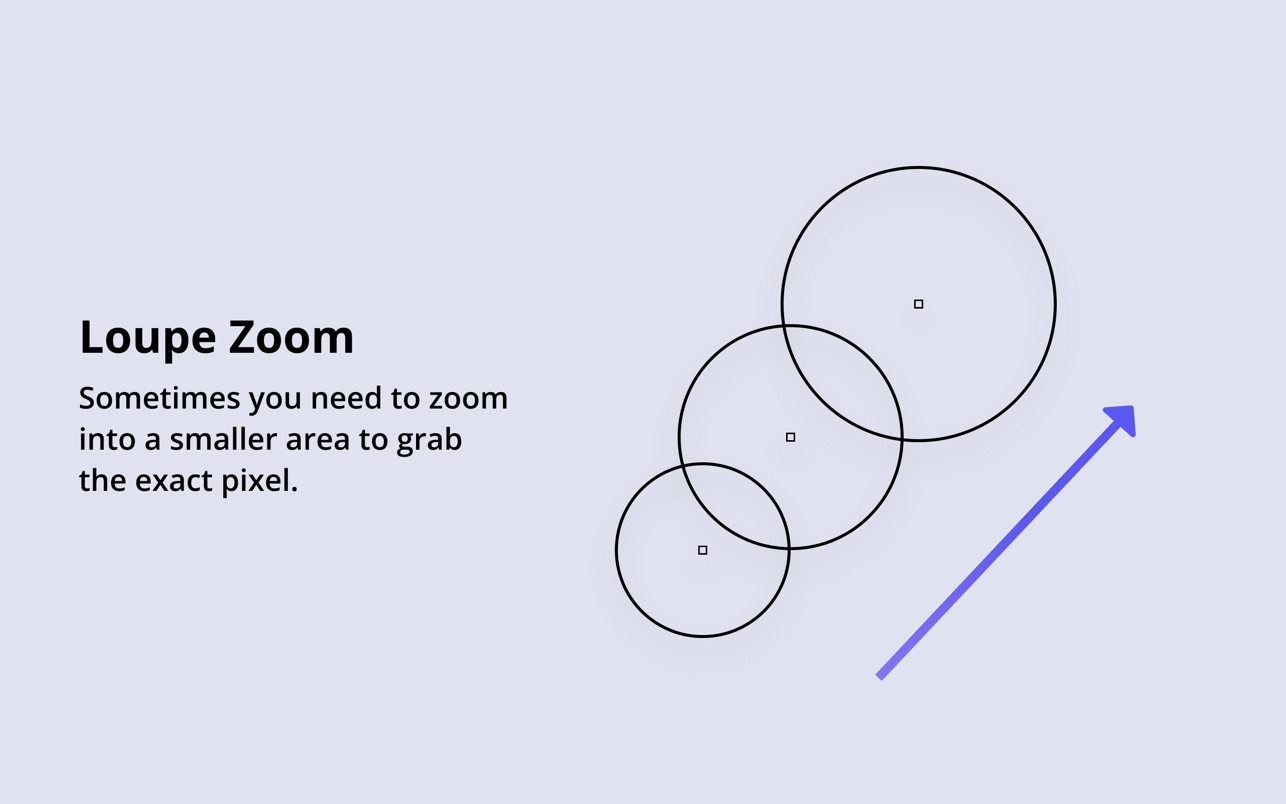 Loupe Zoom
Sometimes you need to zoom
into a smaller area to grab
the exact pixel.